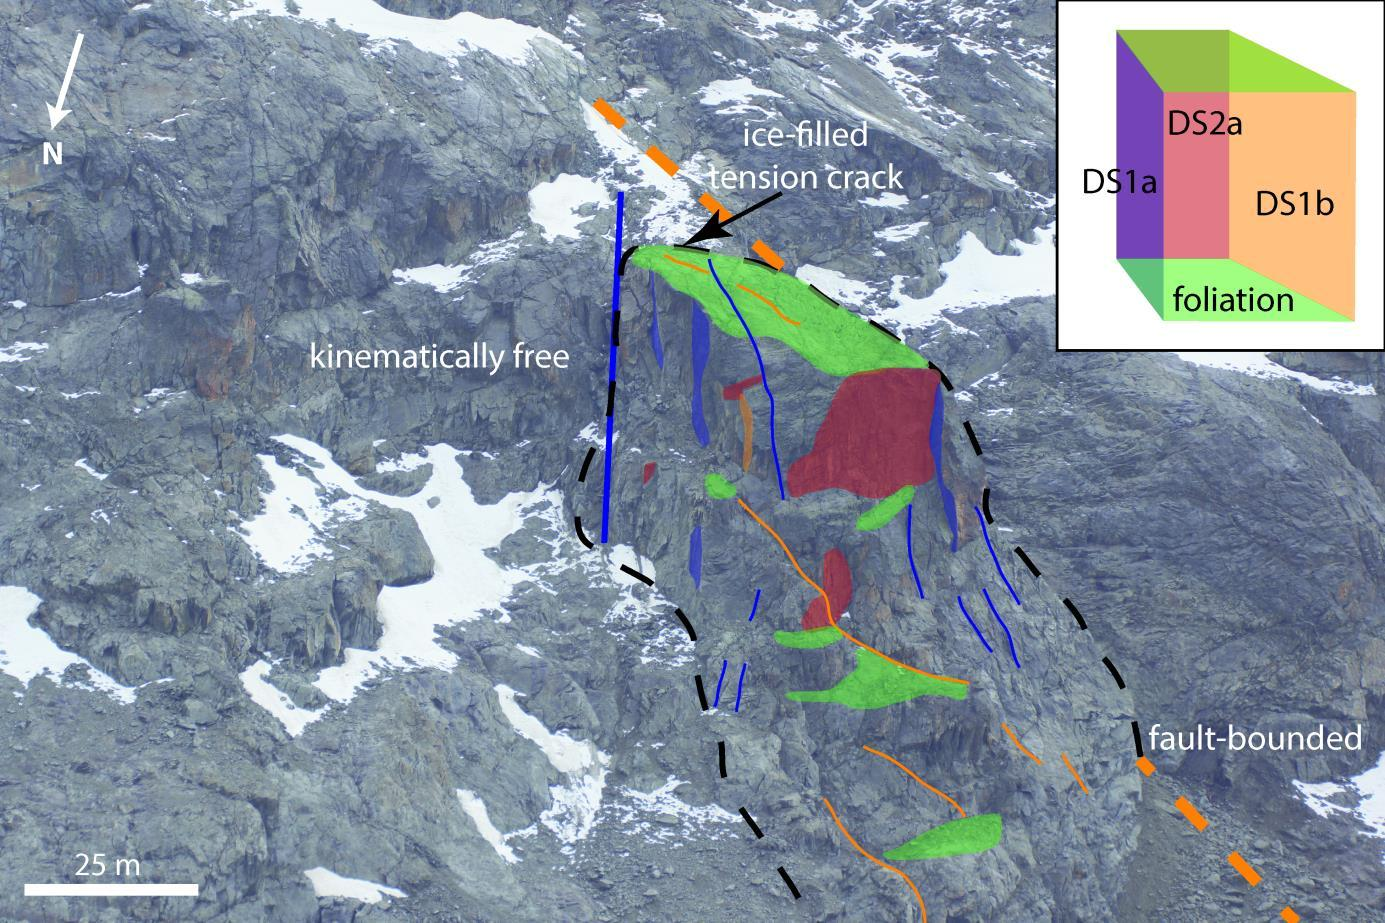 N
ice-filled
tension crack
kinematically free
fault-bounded
25 m
DS2a
DS1a
DS1b
foliation